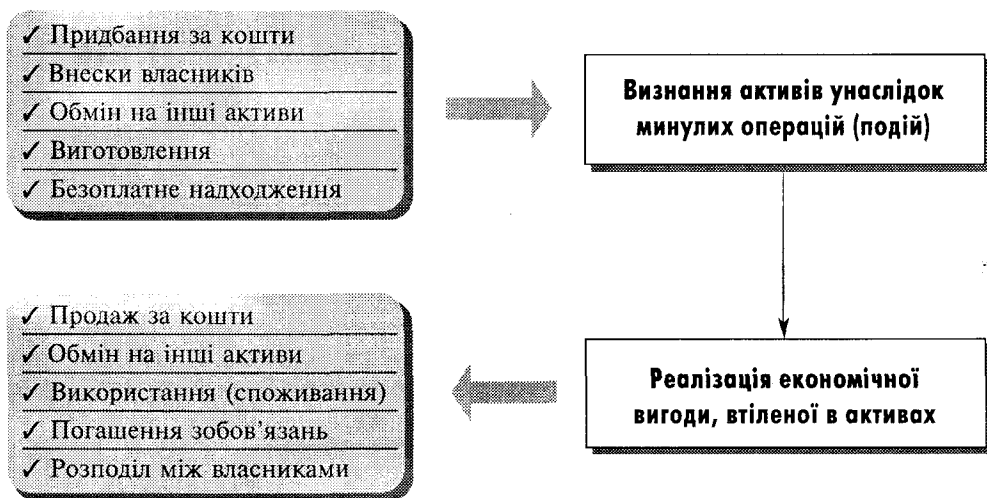 ✓ Придбання за кошти
✓ Внески власників
✓ Обмін на інші активи
✓ Виготовлення
✓ Безоплатне надходження
Визнання активів унаслідок
минулих операцій (подій)
✓ Продаж за кошти
✓ Обмін на інші активи
✓ Використання (споживання)
✓ Погашення зобов'язань
✓ Розподіл між власниками
Реалізація економічної
вигоди, втіленої в активах